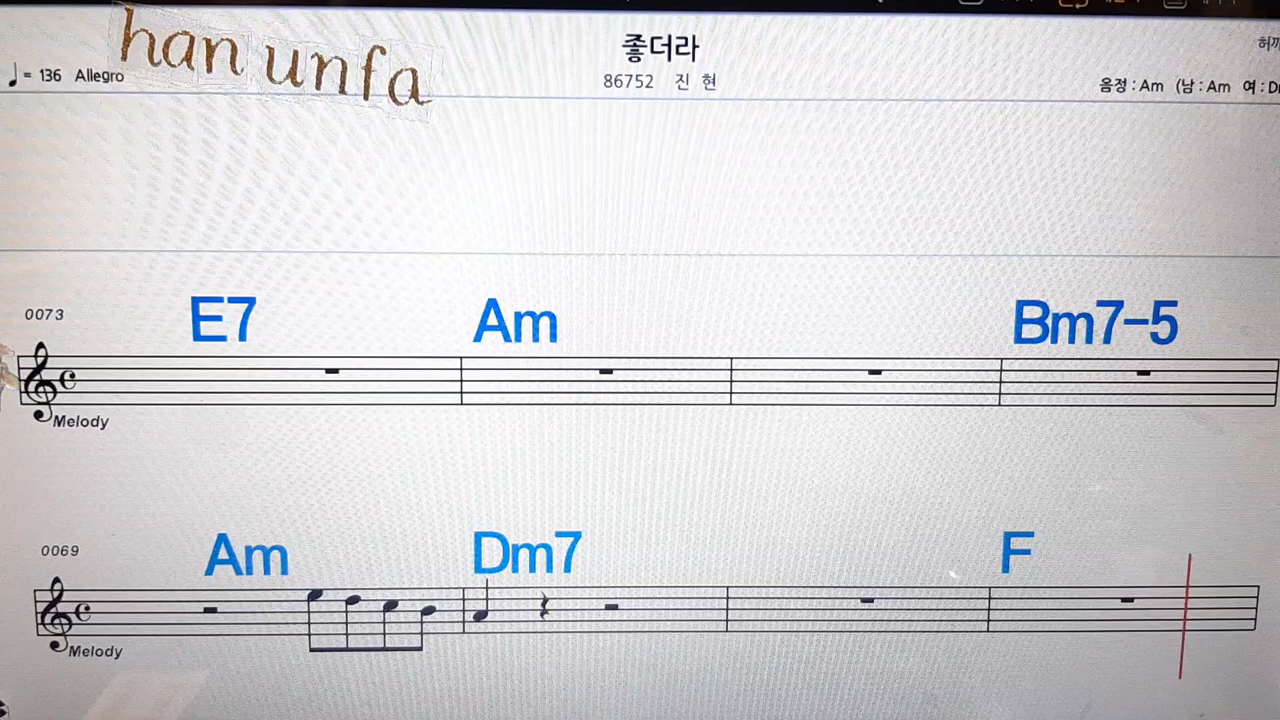 han unfa
좋더라
♩= 136 Allegro
86752 진 현
음정 : Am (남 : Am 여 :
0073
E7 Am Bm7-5
Melody
0069
Am Dm7 F
Melody